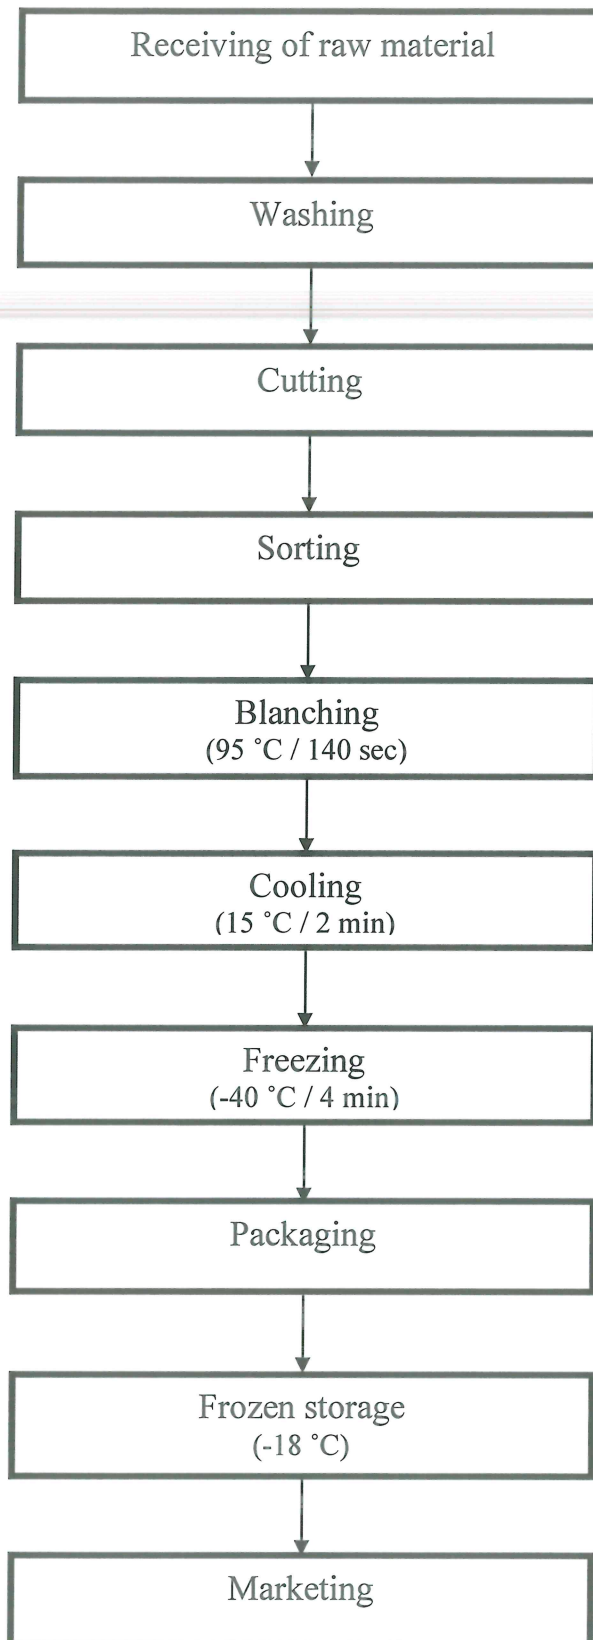 Receiving of raw material
Washing
Cutting
Sorting
Blanching
(95 ˚C / 140 sec)
Cooling
(15 ˚C / 2 min)
Freezing
(-40 ˚C / 4 min)
Packaging
Frozen storage
(-18 ˚C)
Marketing